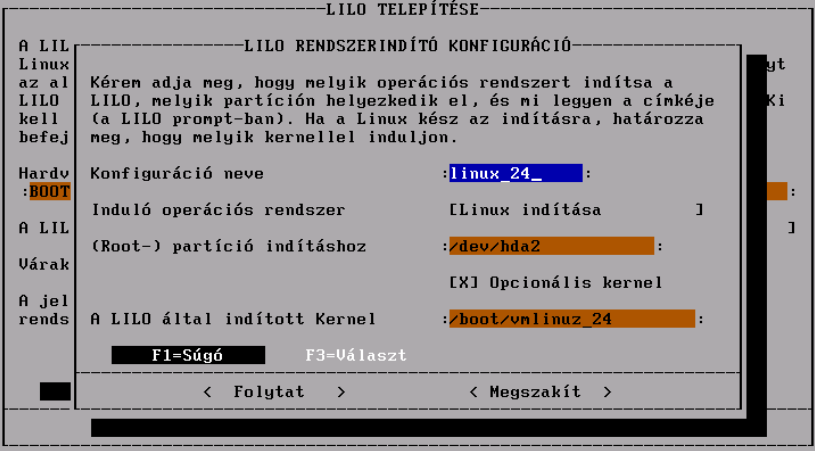 LILO TELEPÍTÉSE
A LIL
LILO RENDSZERINDÍTÓ KONFIGURÁCIÓ
Linux
yt
az al
Kérem adja meg, hogy melyik operációs rendszert indítsa a
LILO
LILO, melyik partíción helyezkedik el, és mi legyen a címkéje
Ki
kell
(a LILO prompt-ban). Ha a Linux kész az indításra, határozza
befej
meg, hogy melyik kernellel induljon.
Hardv
Konfiguráció neve :linux_24_ :
:BOOT
:
Induló operációs rendszer [Linux indítása ]
A LIL
]
(Root-) partíció indításhoz :/dev/hda2 :
Várak
[X] Opcionális kernel
A jel
rends
A LILO által indított Kernel :/boot/vmlinuz_24 :
F1=Súgó F3=Választ
< Folytat > < Megszakít >